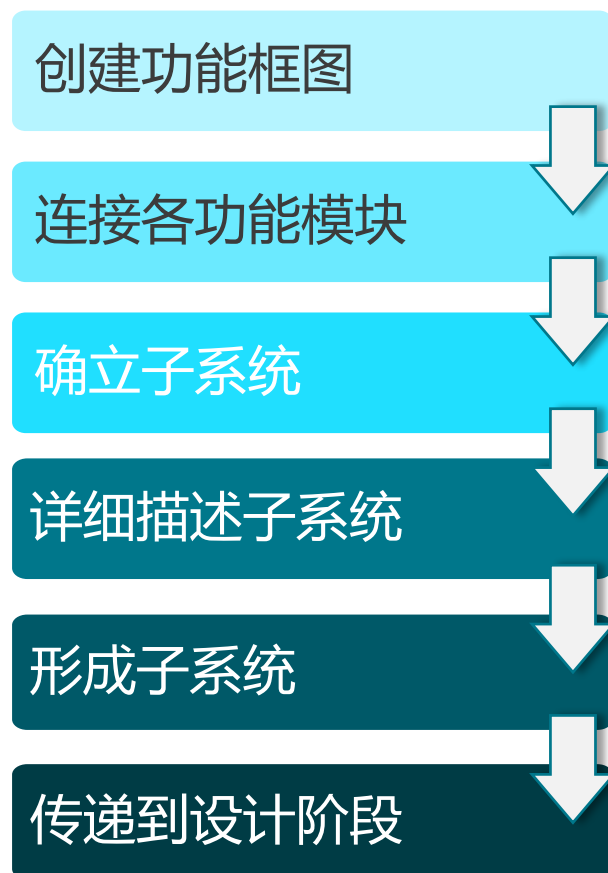 创建功能框图
连接各功能模块
确立子系统
详细描述子系统
形成子系统
传递到设计阶段